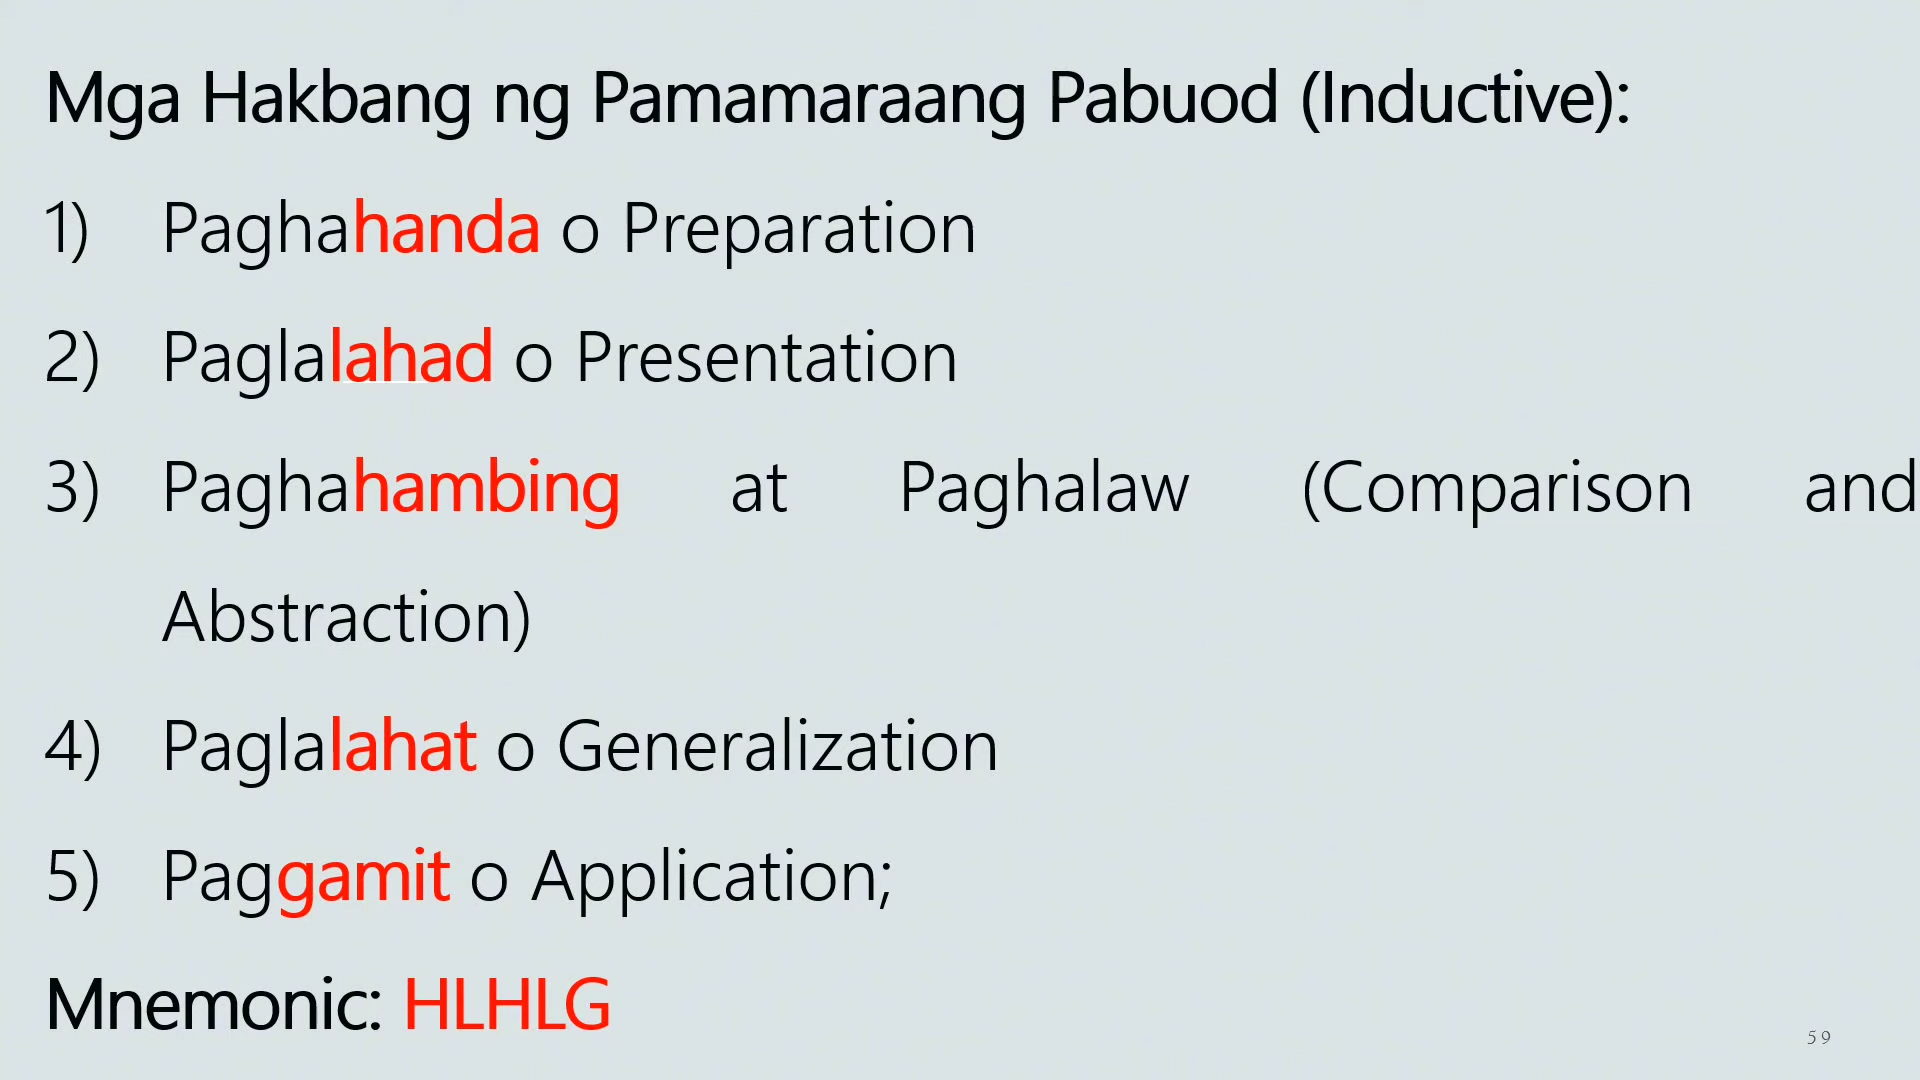 Mga Hakbang ng Pamamaraang Pabuod (Inductive):
1) Paghahanda o Preparation
2) Paglalahad o Presentation
3) Paghahambing at Paghalaw (Comparison and
Abstraction)
4) Paglalahat o Generalization
5) Paggamit o Application;
Mnemonic: HLHLG
59